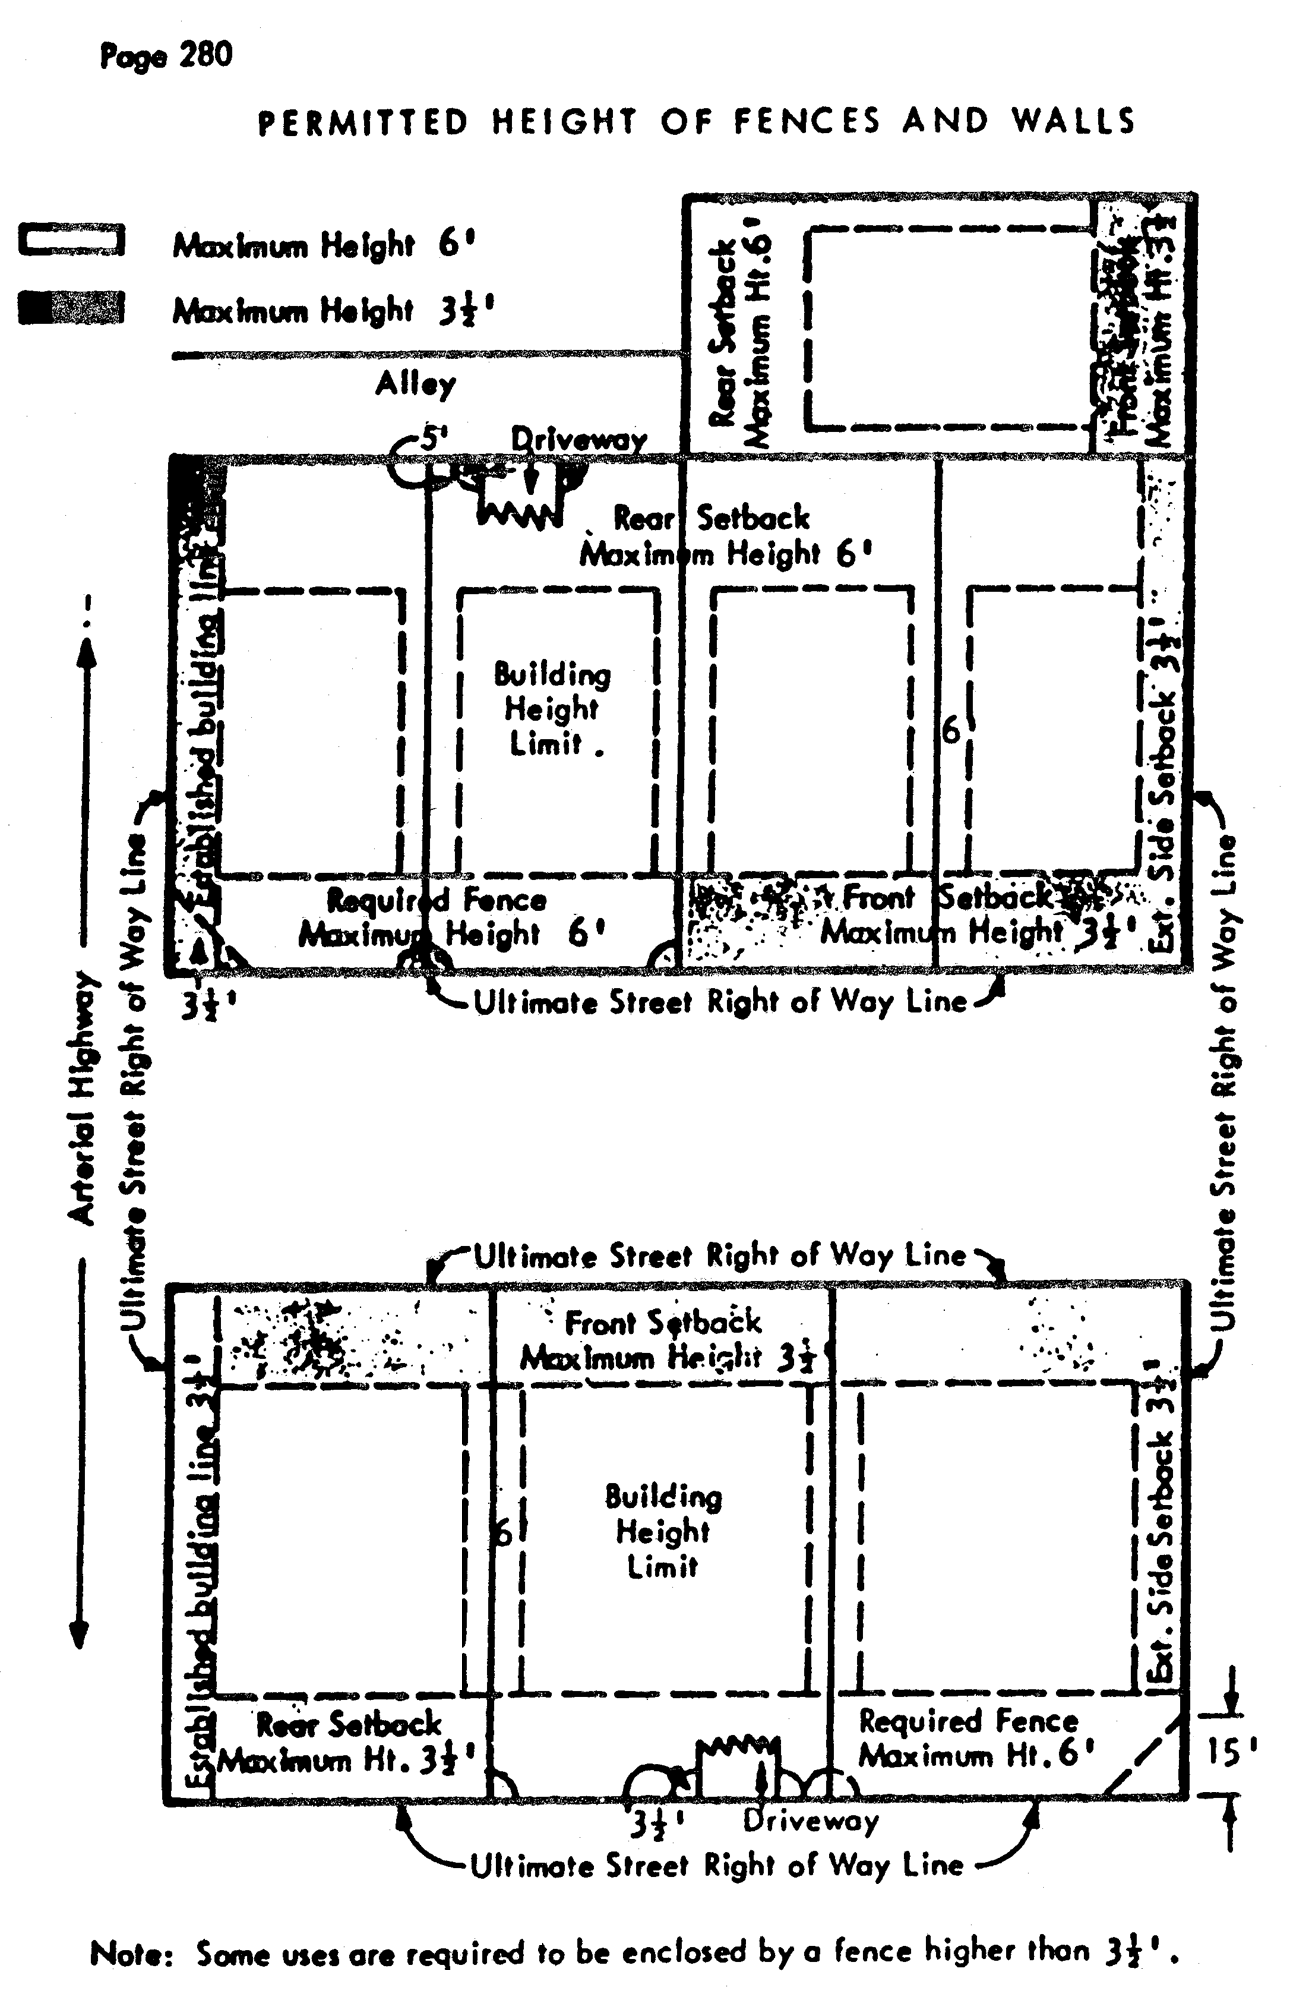 Page 280
PERMITTED HEIGHT OF FENCES AND WALLS
Maximum Height 6'
Maximum Height 3½'
Rear Setback
Maximum Ht. 6'
Front Setback
Maximum Ht. 3½
Alley
5'
Driveway
Rear Setback
Maximum Height 6'
Established building line
Building
Height
Limit .
6
Ext. Side Setback 3½'
Required Fence
Maximum Height 6'
Front Setback
Maximum Height 3½'
3½'
Ultimate Street Right of Way Line
Arterial Highway
Ultimate Street Right of Way Line
Ultimate Street Right of Way Line
Ultimate Street Right of Way Line
Front Setback
Maximum Height 3½'
Established building line 3½'
6
Building
Height
Limit
Ext. Side Setback 3½'
Rear Setback
Maximum Ht. 3½'
Required Fence
Maximum Ht. 6'
15'
3½'
Driveway
Ultimate Street Right of Way Line
Note: Some uses are required to be enclosed by a fence higher than 3½'.